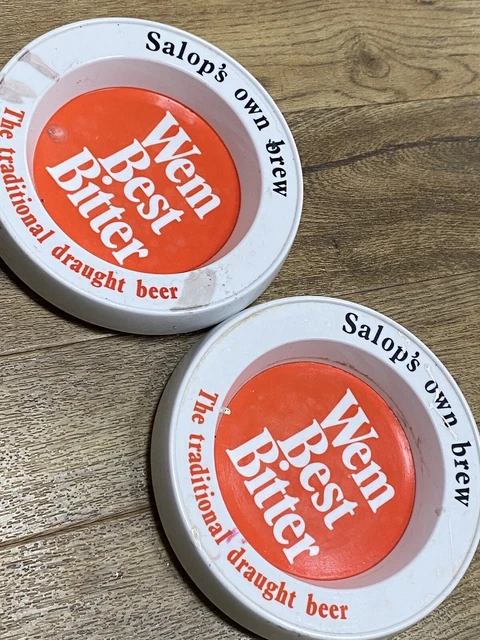 Salop's own brew
Wem
Best
Bitter
The traditional draught beer
Salop's own brew
Wem
Best
Bitter
The traditional draught beer